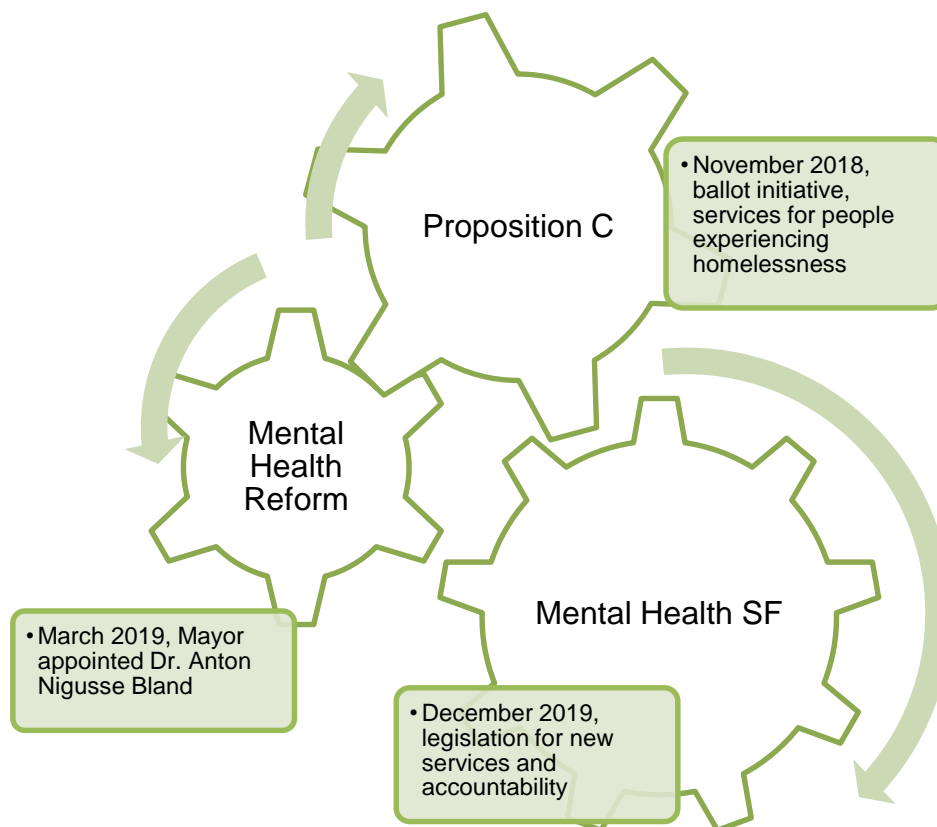 Proposition C
• November 2018,
ballot initiative,
services for people
experiencing
homelessness
Mental
Health
Reform
• March 2019, Mayor
appointed Dr. Anton
Nigusse Bland
Mental Health SF
• December 2019,
legislation for new
services and
accountability